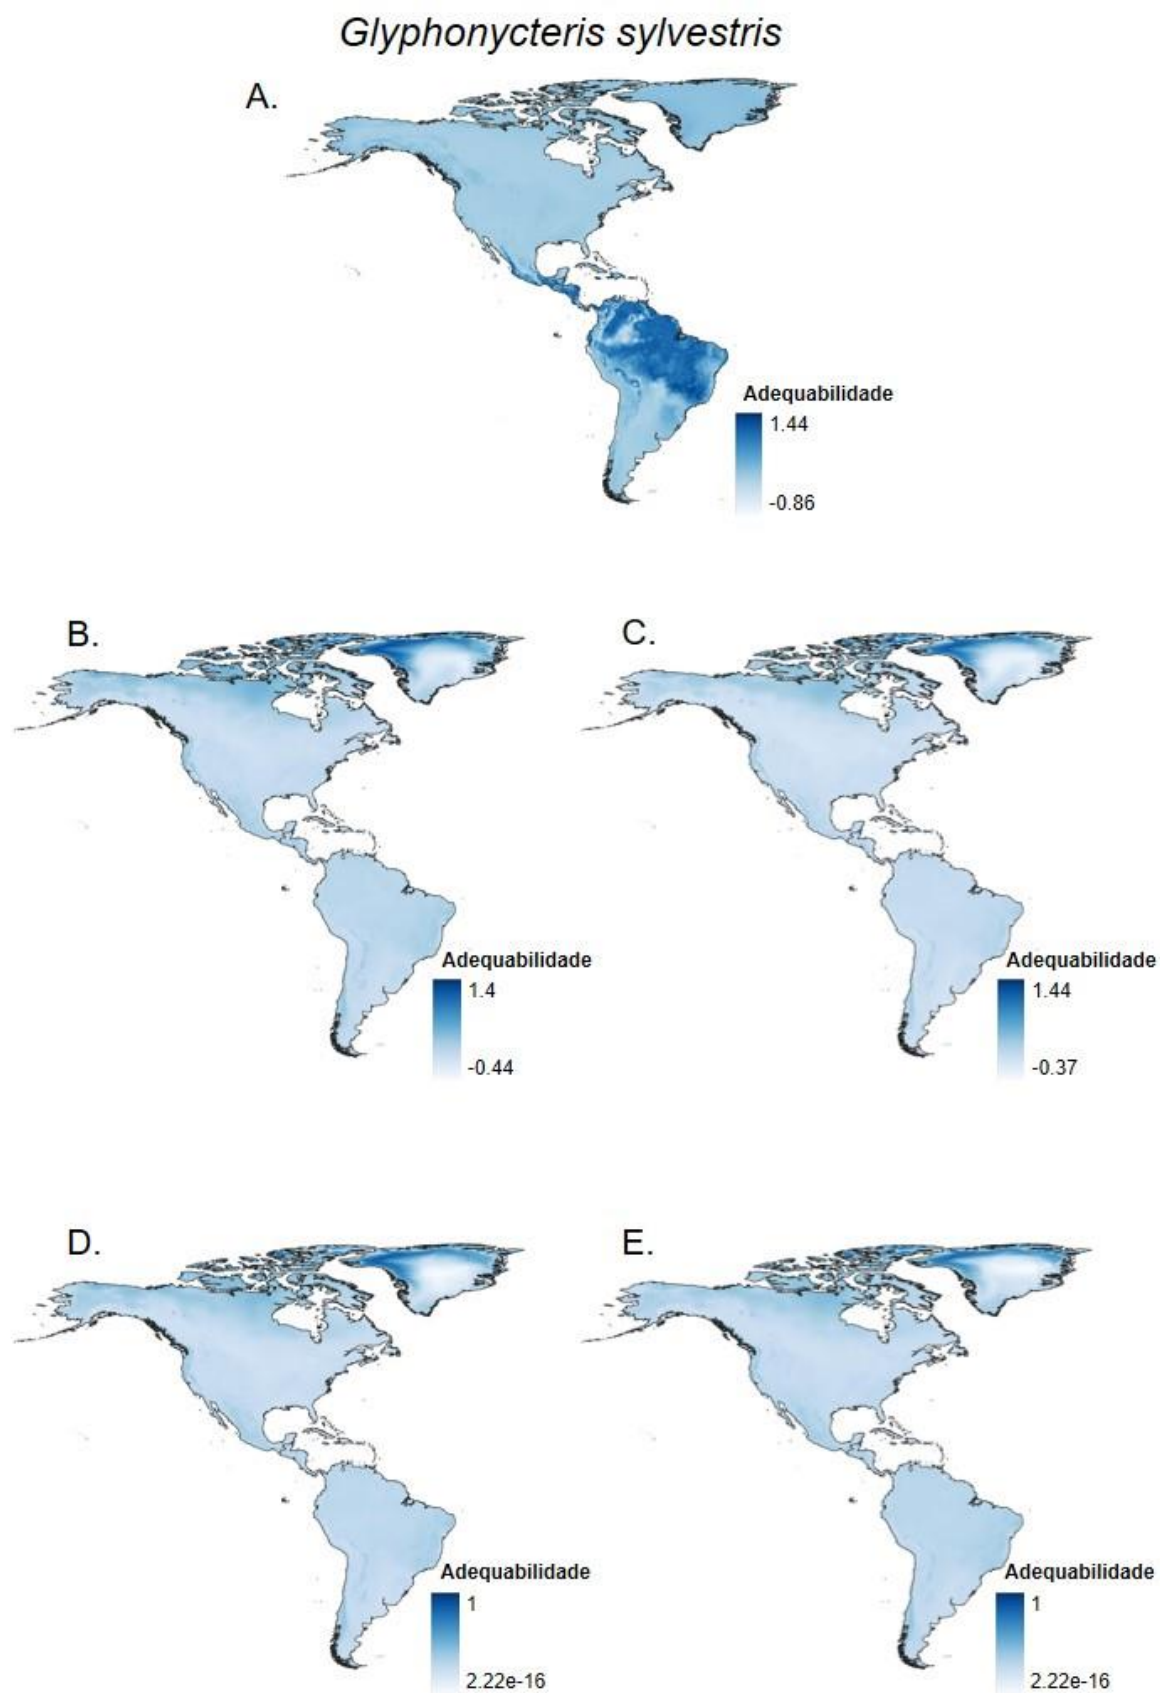 Glyphonycteris sylvestris
A.
Adequabilidade
1.44
-0.86
B.
C.
Adequabilidade
1.4
-0.44
Adequabilidade
1.44
-0.37
D.
E.
Adequabilidade
1
2.22e-16
Adequabilidade
1
2.22e-16